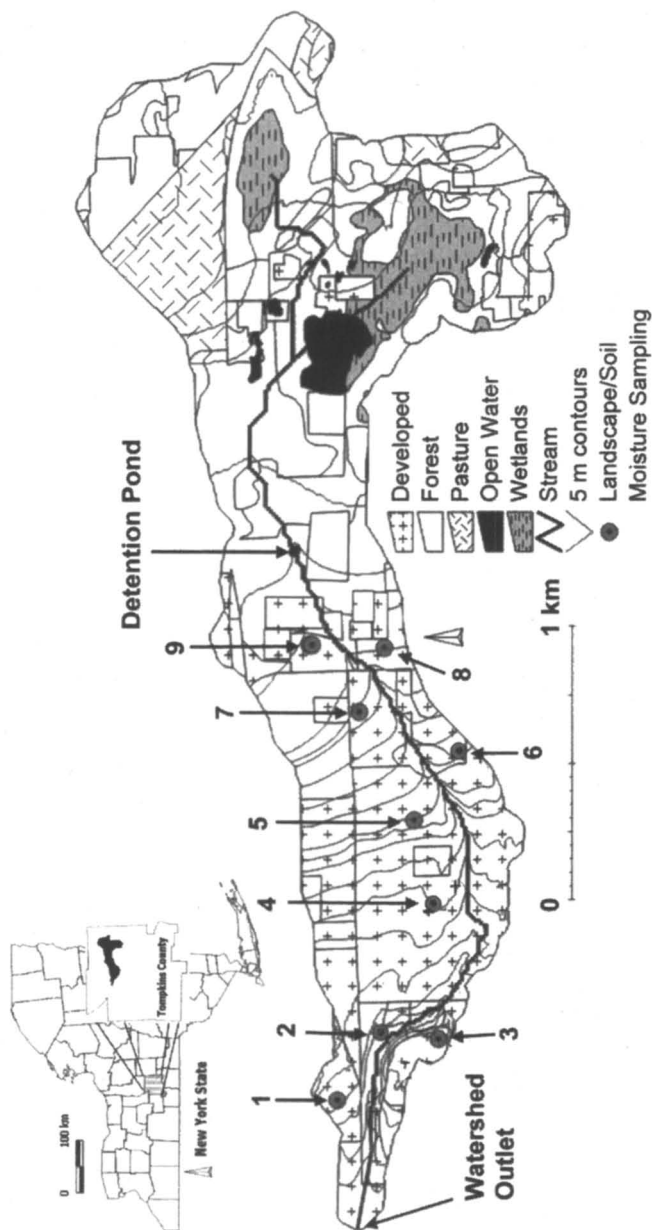 0 100 km
New York State
Tompkins County
Detention Pond
1
2
3
4
5
6
7
8
9
Watershed
Outlet
0 1 km
Developed
Forest
Pasture
Open Water
Wetlands
Stream
5 m contours
Landscape/Soil
Moisture Sampling